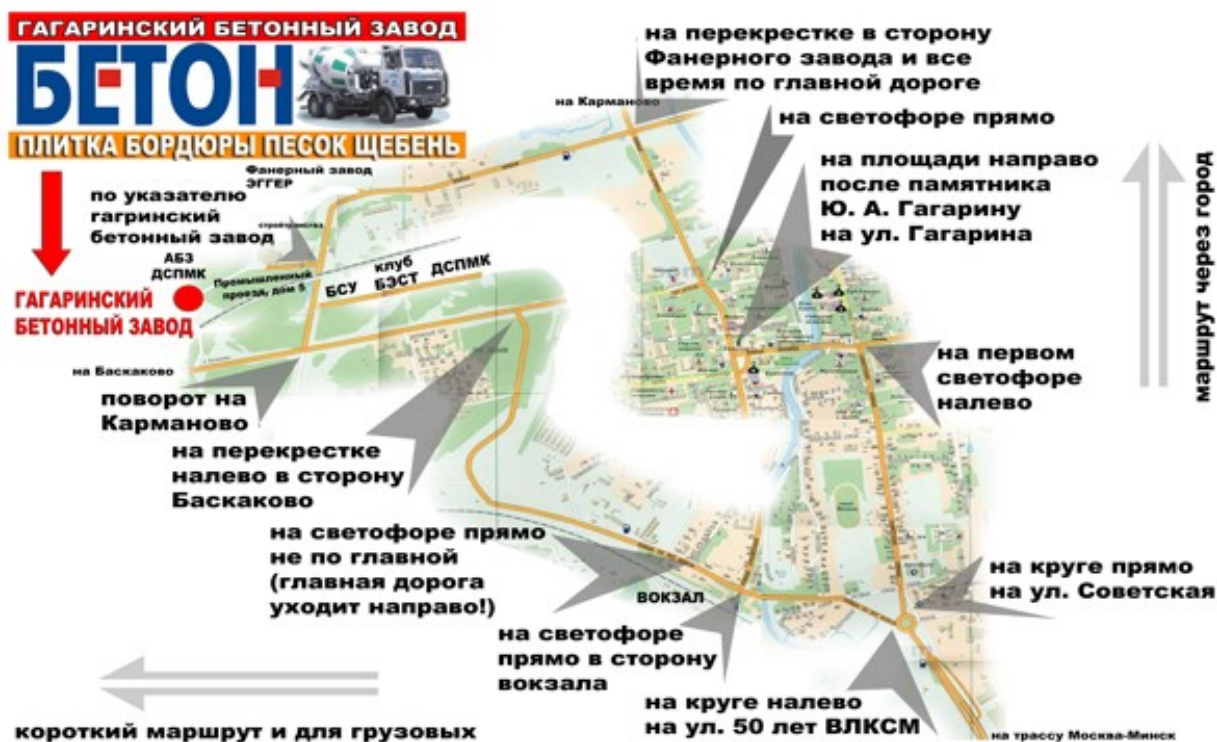 ГАГАРИНСКИЙ БЕТОННЫЙ ЗАВОД
БЕТОН
ПЛИТКА БОРДЮРЫ ПЕСОК ЩЕБЕНЬ
на перекрестке в сторону
Фанерного завода и все
время по главной дороге
на Карманово
на светофоре прямо
на площади направо
после памятника
Ю. А. Гагарину
на ул. Гагарина
маршрут через город
Фанерный завод
ЭГГЕР
по указателю
гагринский
бетонный завод
АБЗ
ДСПМК
Промышленный
проезд, дом 5
клуб
БСУ БЭСТ ДСПМК
ГАГАРИНСКИЙ
БЕТОННЫЙ ЗАВОД
на Баскаково
поворот на
Карманово
на первом
светофоре
налево
на перекрестке
налево в сторону
Баскаково
на светофоре прямо
не по главной
(главная дорога
уходит направо!)
ВОКЗАЛ
на круге прямо
на ул. Советская
на светофоре
прямо в сторону
вокзала
на круге налево
на ул. 50 лет ВЛКСМ
короткий маршрут и для грузовых
на трассу Москва-Минск